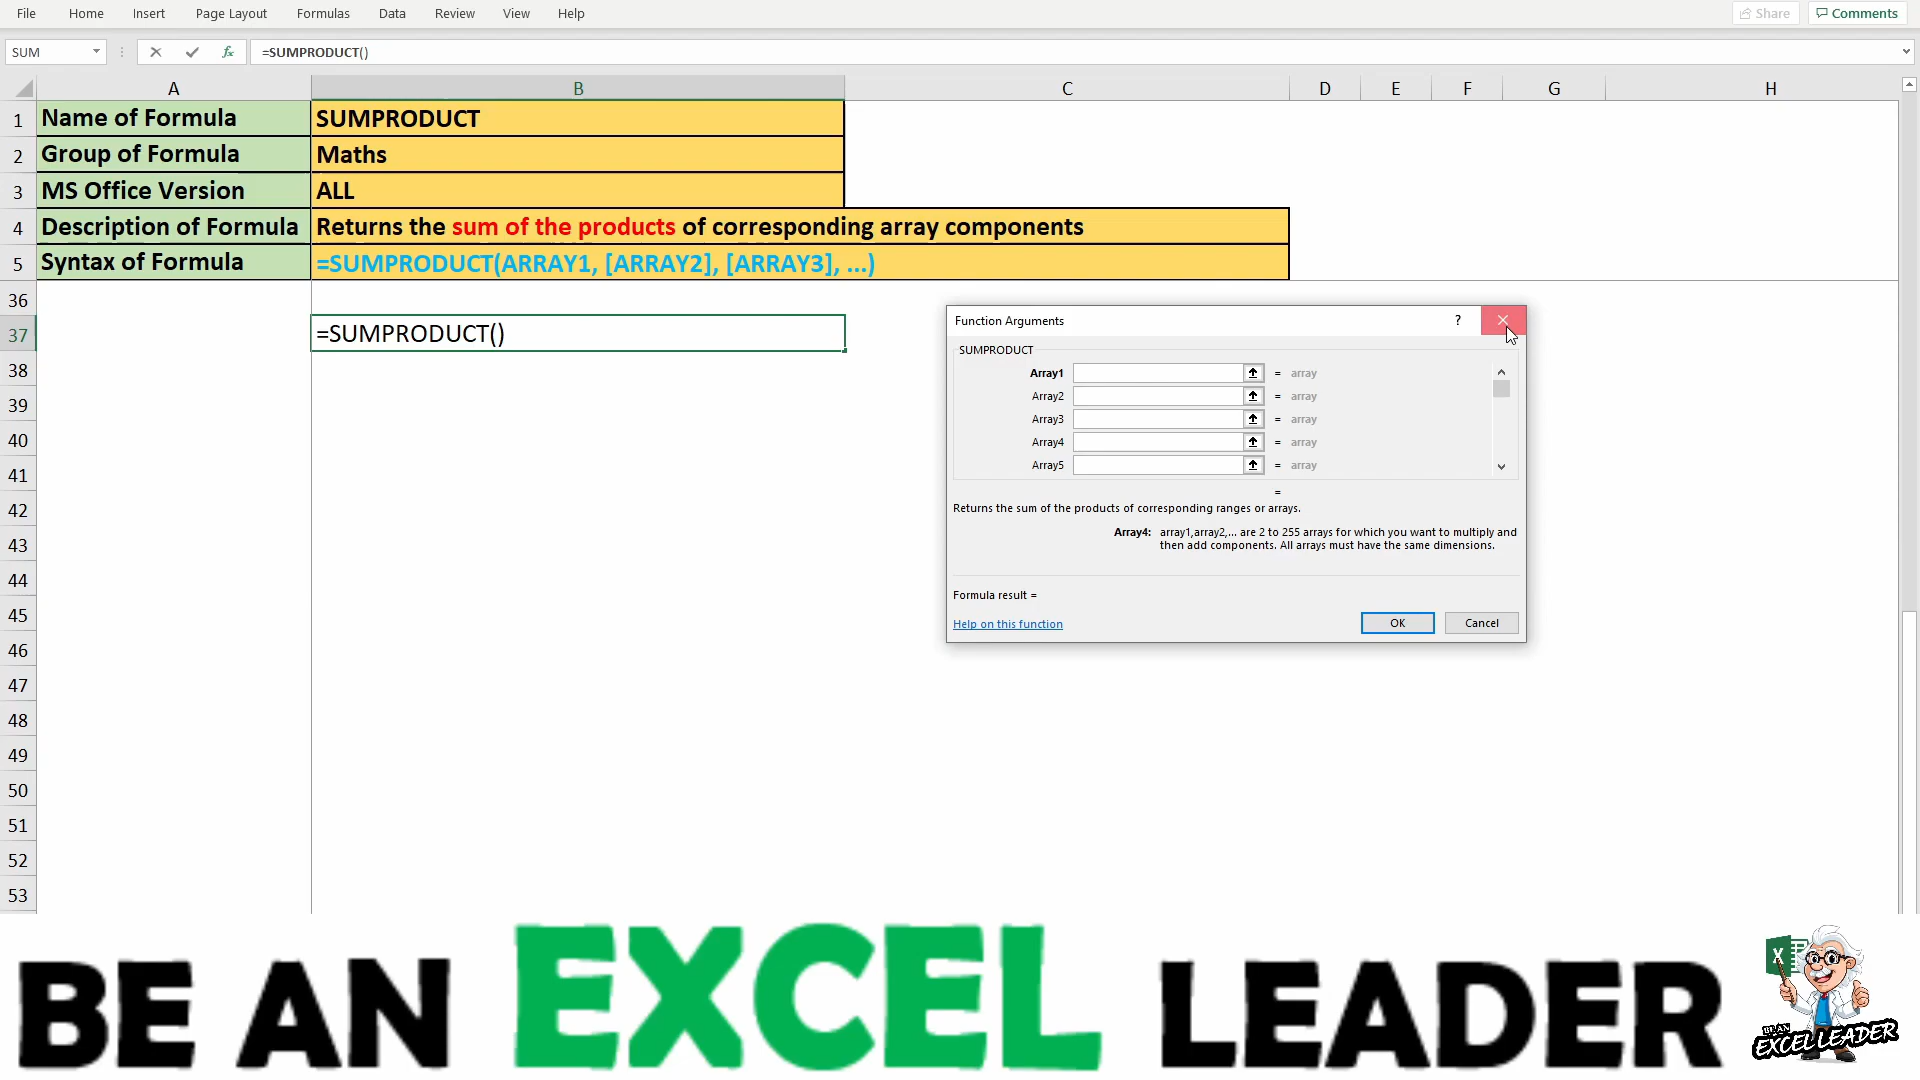 File Home Insert Page Layout Formulas Data Review View Help Share Comments
SUM =SUMPRODUCT()
A B C D E F G H
1 Name of Formula SUMPRODUCT
2 Group of Formula Maths
3 MS Office Version ALL
4 Description of Formula Returns the sum of the products of corresponding array components
5 Syntax of Formula =SUMPRODUCT(ARRAY1, [ARRAY2], [ARRAY3], ...)
36
37 =SUMPRODUCT()
38
39
40
41
42
43
44
45
46
47
48
49
50
51
52
53
Function Arguments ?
SUMPRODUCT
Array1 = array
Array2 = array
Array3 = array
Array4 = array
Array5 = array
=
Returns the sum of the products of corresponding ranges or arrays.
Array4: array1,array2,... are 2 to 255 arrays for which you want to multiply and
then add components. All arrays must have the same dimensions.
Formula result =
Help on this function OK Cancel
BE AN EXCEL LEADER
X
BE AN
EXCEL LEADER